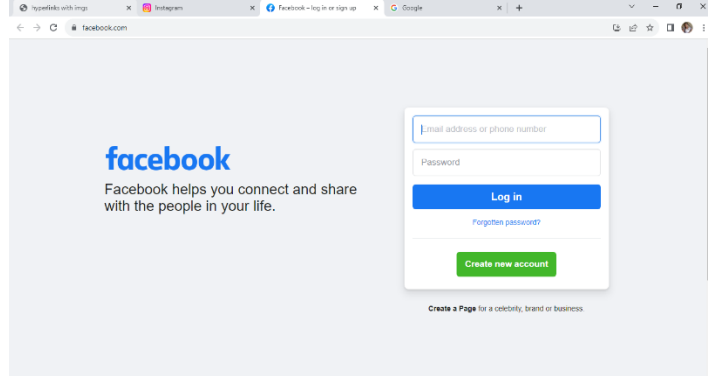 hyperlinks with imgs
Instagram
Facebook – log in or sign up
Google
facebook.com
facebook
Facebook helps you connect and share
with the people in your life.
Email address or phone number
Password
Log in
Forgotten password?
Create new account
Create a Page for a celebrity, brand or business